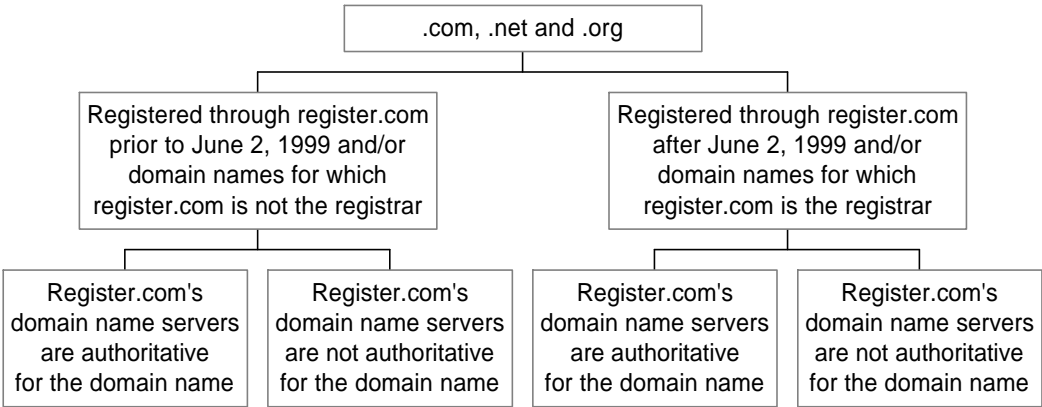 .com, .net and .org
Registered through register.com
prior to June 2, 1999 and/or
domain names for which
register.com is not the registrar
Registered through register.com
after June 2, 1999 and/or
domain names for which
register.com is the registrar
Register.com's
domain name servers
are authoritative
for the domain name
Register.com's
domain name servers
are not authoritative
for the domain name
Register.com's
domain name servers
are authoritative
for the domain name
Register.com's
domain name servers
are not authoritative
for the domain name